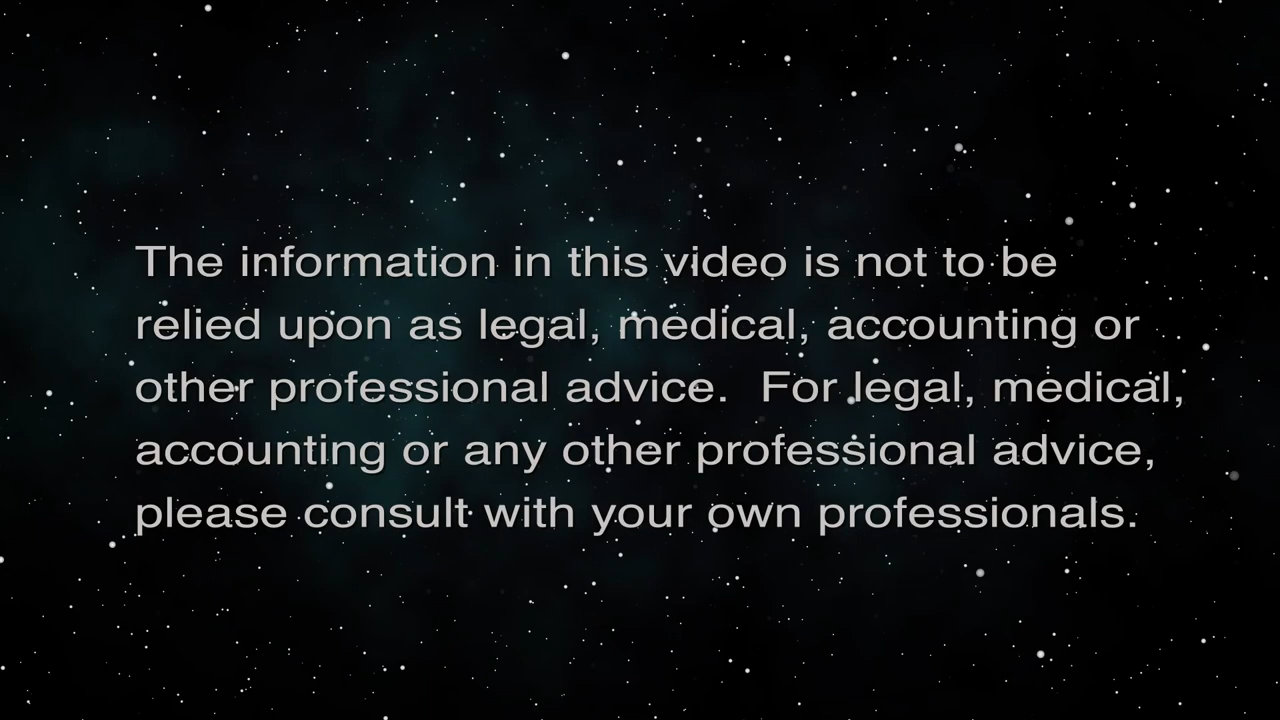 The information in this video is not to be
relied upon as legal, medical, accounting or
other professional advice.  For legal, medical,
accounting or any other professional advice,
please consult with your own professionals.